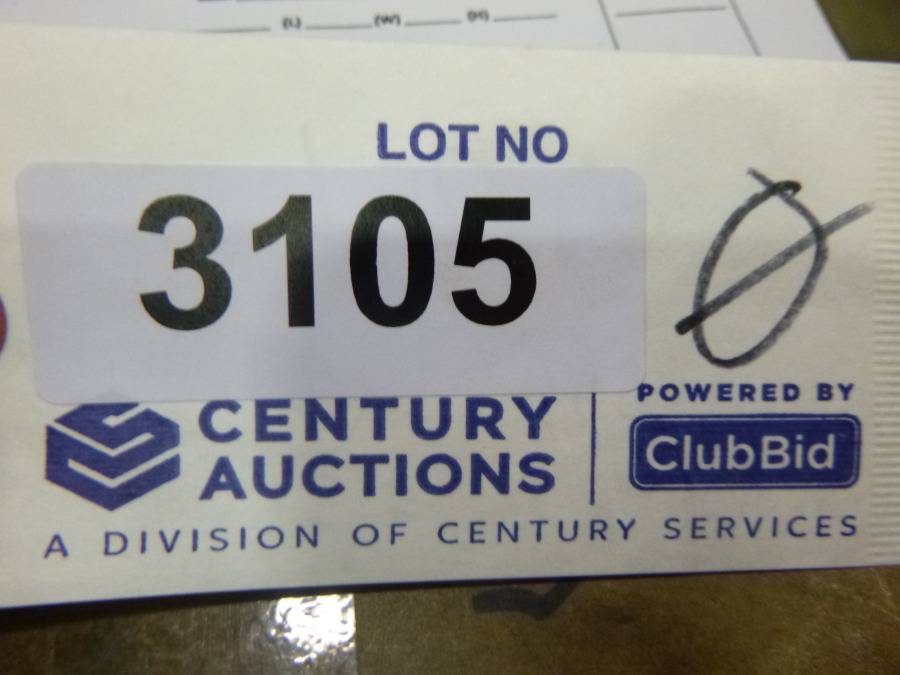 (L) (W) (H)
LOT NO
3105
Ø
CENTURY
AUCTIONS
POWERED BY
ClubBid
A DIVISION OF CENTURY SERVICES